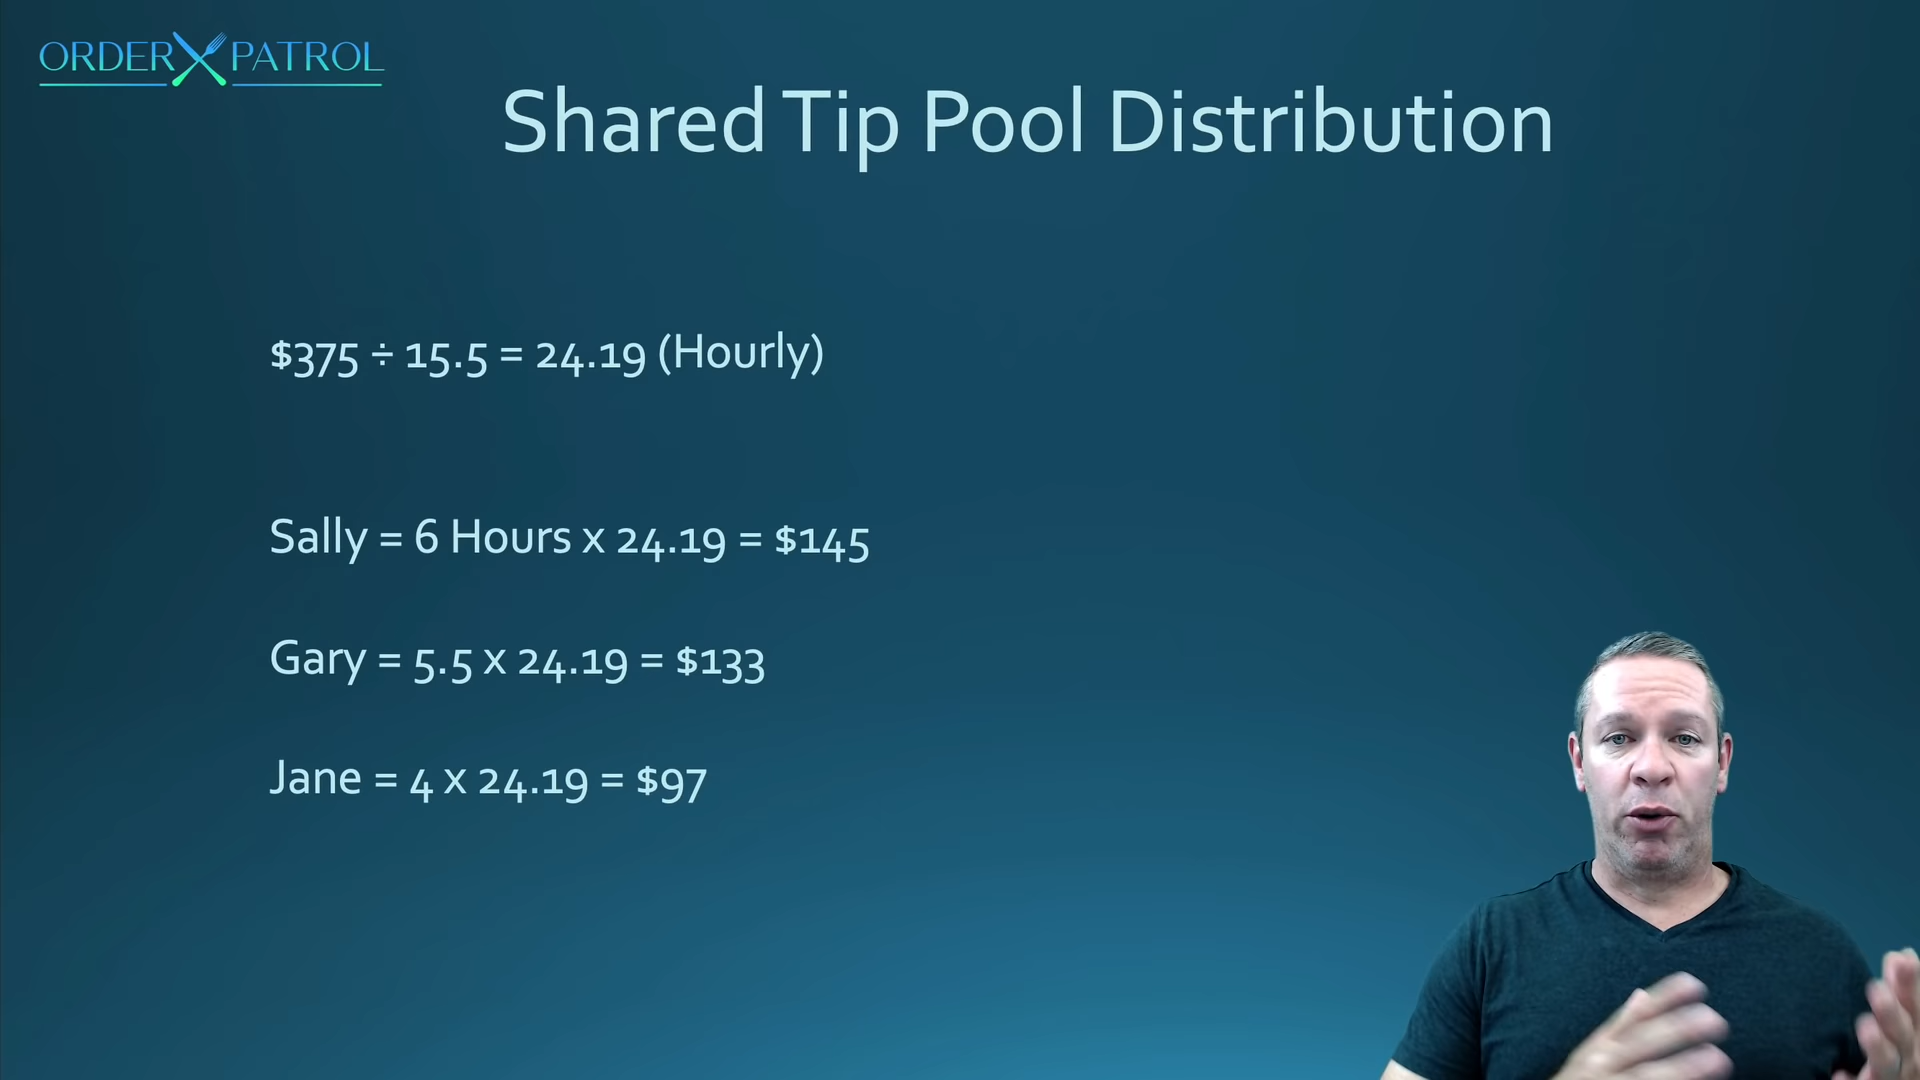 ORDER PATROL
Shared Tip Pool Distribution
$375 ÷ 15.5 = 24.19 (Hourly)
Sally = 6 Hours x 24.19 = $145
Gary = 5.5 x 24.19 = $133
Jane = 4 x 24.19 = $97